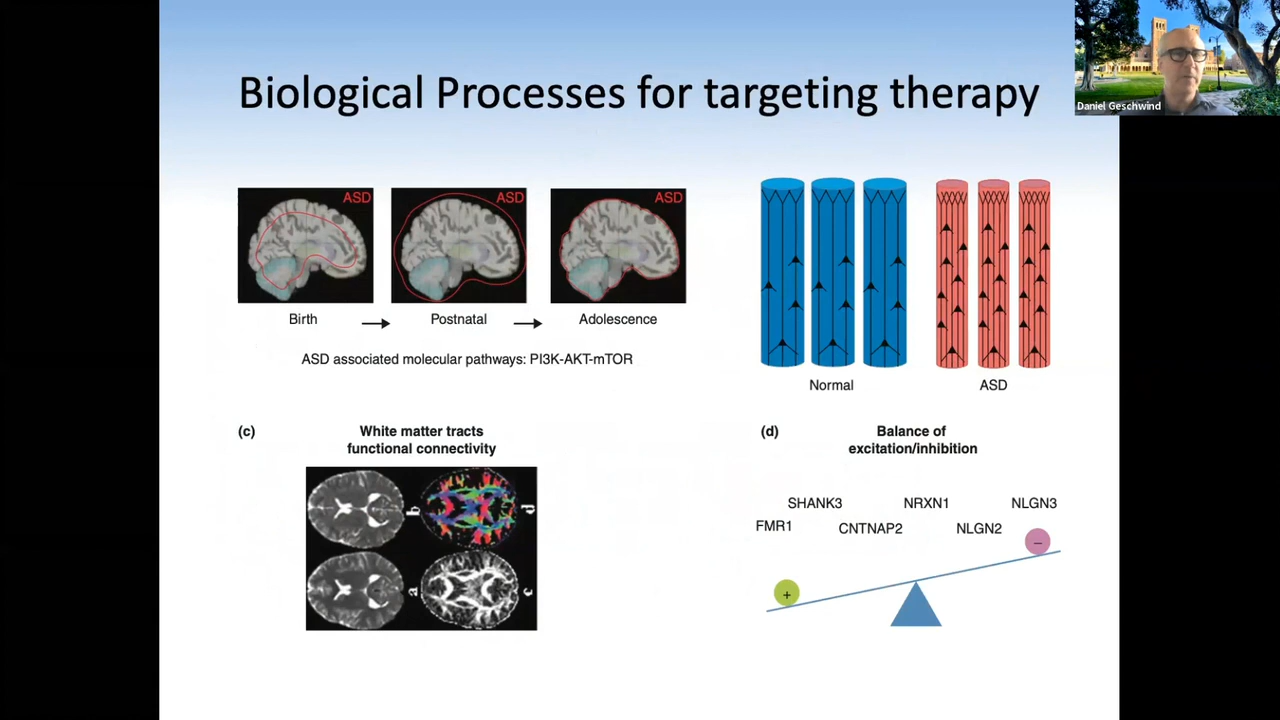 Biological Processes for targeting therapy
Daniel Geschwind
ASD
ASD
ASD
Birth
Postnatal
Adolescence
ASD associated molecular pathways: PI3K-AKT-mTOR
Normal
ASD
(c)
White matter tracts
functional connectivity
b
d
a
c
(d)
Balance of
excitation/inhibition
SHANK3
NRXN1
NLGN3
FMR1
CNTNAP2
NLGN2
+
−